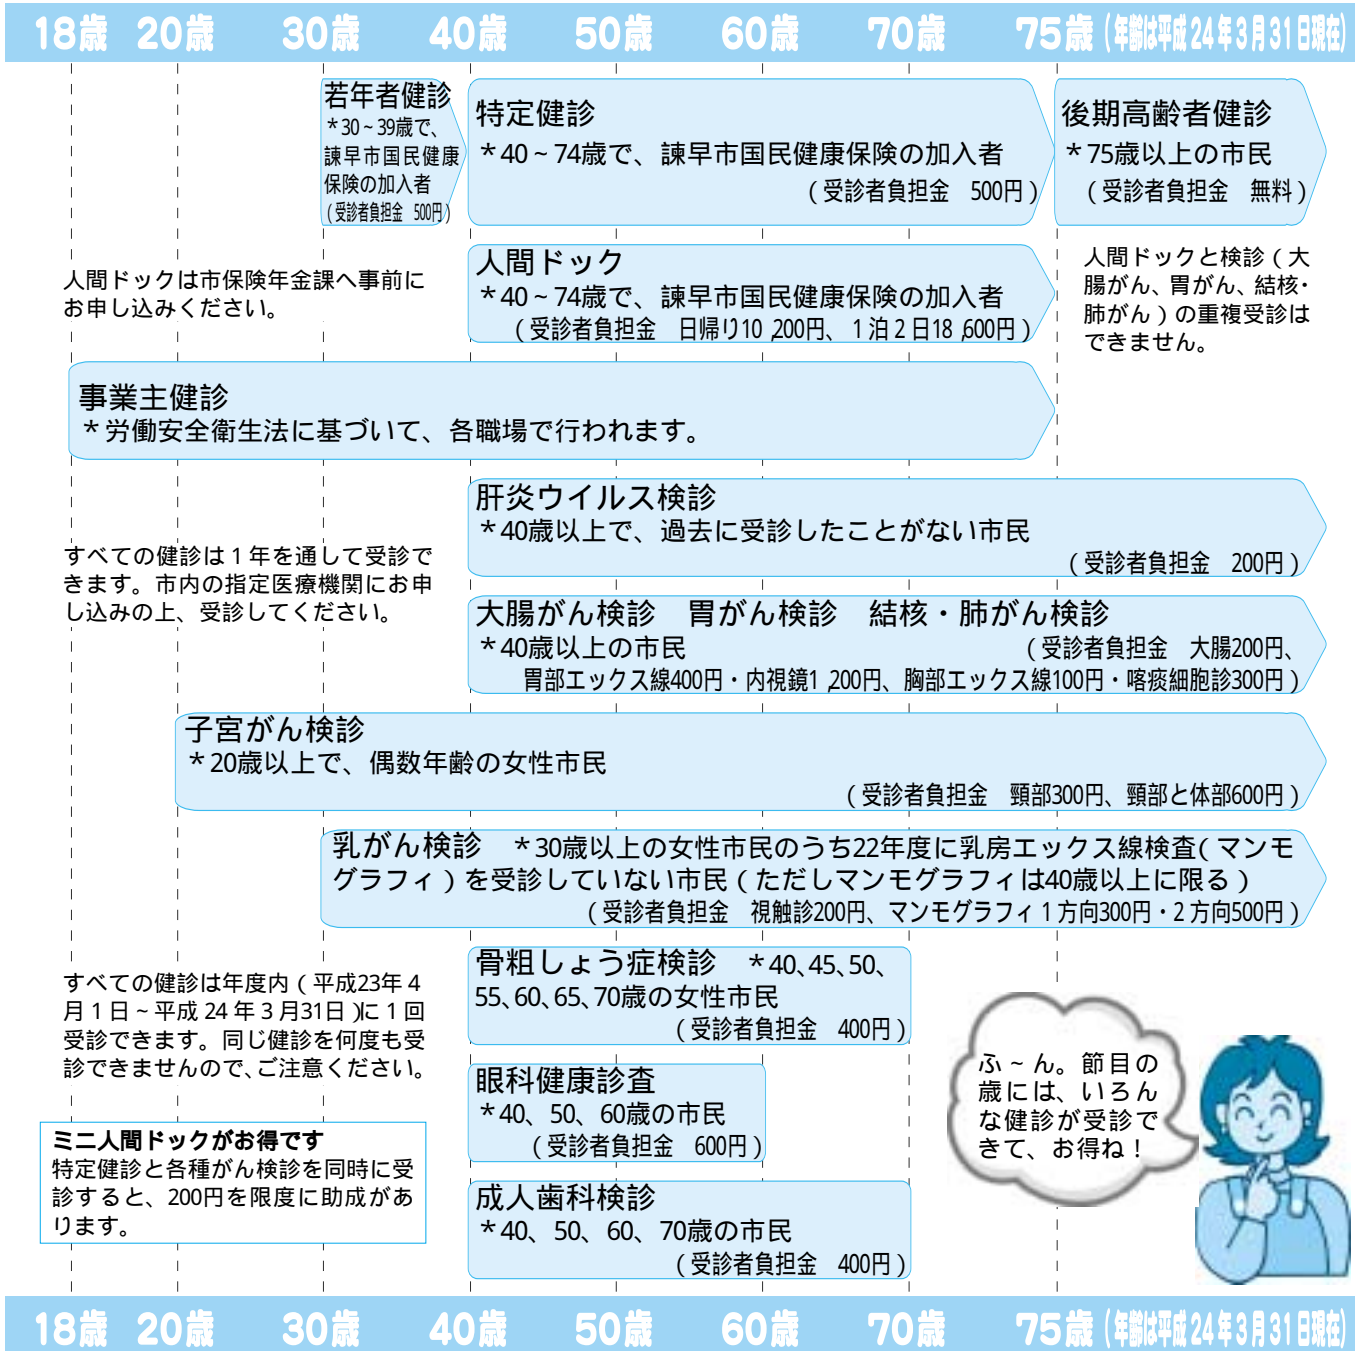 18歳 20歳 30歳 40歳 50歳 60歳 70歳 75歳(年齢は平成24年3月31日現在)
若年者健診
*30~39歳で、
諫早市国民健康
保険の加入者
(受診者負担金 500円)
特定健診
*40~74歳で、諫早市国民健康保険の加入者
(受診者負担金 500円)
後期高齢者健診
*75歳以上の市民
(受診者負担金 無料)
人間ドックは市保険年金課へ事前に
お申し込みください。
人間ドック
*40~74歳で、諫早市国民健康保険の加入者
(受診者負担金 日帰り10,200円、1泊2日18,600円)
人間ドックと検診(大
腸がん、胃がん、結核・
肺がん)の重複受診は
できません。
事業主健診
*労働安全衛生法に基づいて、各職場で行われます。
肝炎ウイルス検診
*40歳以上で、過去に受診したことがない市民
(受診者負担金 200円)
すべての健診は1年を通して受診で
きます。市内の指定医療機関にお申
し込みの上、受診してください。
大腸がん検診 胃がん検診 結核・肺がん検診
*40歳以上の市民 (受診者負担金 大腸200円、
胃部エックス線400円・内視鏡1,200円、胸部エックス線100円・喀痰細胞診300円)
子宮がん検診
*20歳以上で、偶数年齢の女性市民
(受診者負担金 頸部300円、頸部と体部600円)
乳がん検診 *30歳以上の女性市民のうち22年度に乳房エックス線検査(マンモ
グラフィ)を受診していない市民(ただしマンモグラフィは40歳以上に限る)
(受診者負担金 視触診200円、マンモグラフィ1方向300円・2方向500円)
すべての健診は年度内(平成23年4
月1日~平成24年3月31日)に1回
受診できます。同じ健診を何度も受
診できませんので、ご注意ください。
骨粗しょう症検診 *40、45、50、
55、60、65、70歳の女性市民
(受診者負担金 400円)
眼科健康診査
*40、50、60歳の市民
(受診者負担金 600円)
ふ~ん。節目の
歳には、いろん
な健診が受診で
きて、お得ね!
ミニ人間ドックがお得です
特定健診と各種がん検診を同時に受
診すると、200円を限度に助成があ
ります。
成人歯科検診
*40、50、60、70歳の市民
(受診者負担金 400円)
18歳 20歳 30歳 40歳 50歳 60歳 70歳 75歳(年齢は平成24年3月31日現在)